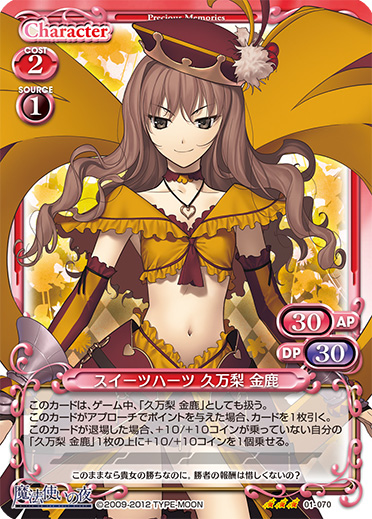 Precious Memories
Character
COST
2
SOURCE
1
30 AP
DP 30
スイーツハーツ 久万梨 金鹿
このカードは、ゲーム中、「久万梨 金鹿」としても扱う。
このカードがアプローチでポイントを与えた場合、カードを1枚引く。
このカードが退場した場合、+10/+10コインが乗っていない自分の
「久万梨 金鹿」1枚の上に+10/+10コインを1個乗せる。
このままなら貴女の勝ちなのに。勝者の報酬は惜しくないの?
魔法使いの夜
©2009-2012 TYPE-MOON
01-070